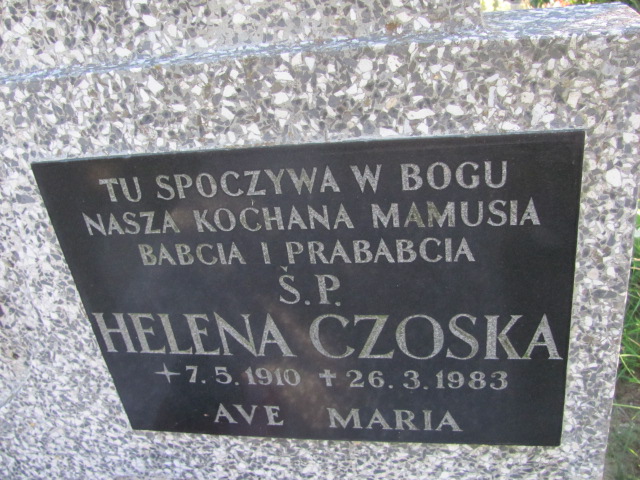 TU SPOCZYWA W BOGU
NASZA KOCHANA MAMUSIA
BABCIA I PRABABCIA
Ś.P.
HELENA CZOSKA
+7.5.1910 ✝26.3.1983
AVE MARIA